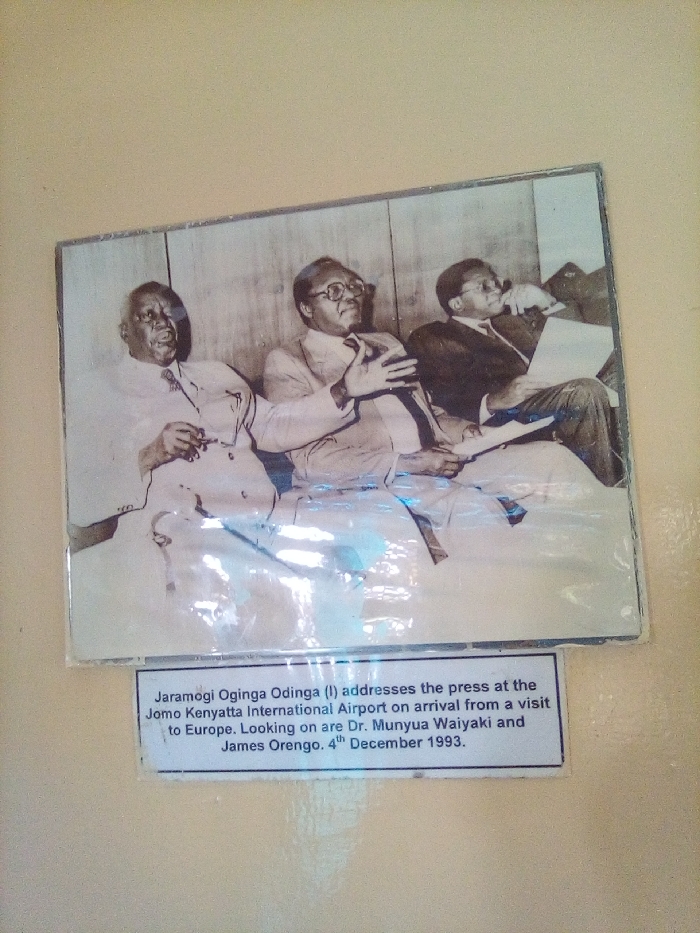 Jaramogi Oginga Odinga (l) addresses the press at the
Jomo Kenyatta International Airport on arrival from a visit
to Europe. Looking on are Dr. Munyua Waiyaki and
James Orengo. 4th December 1993.